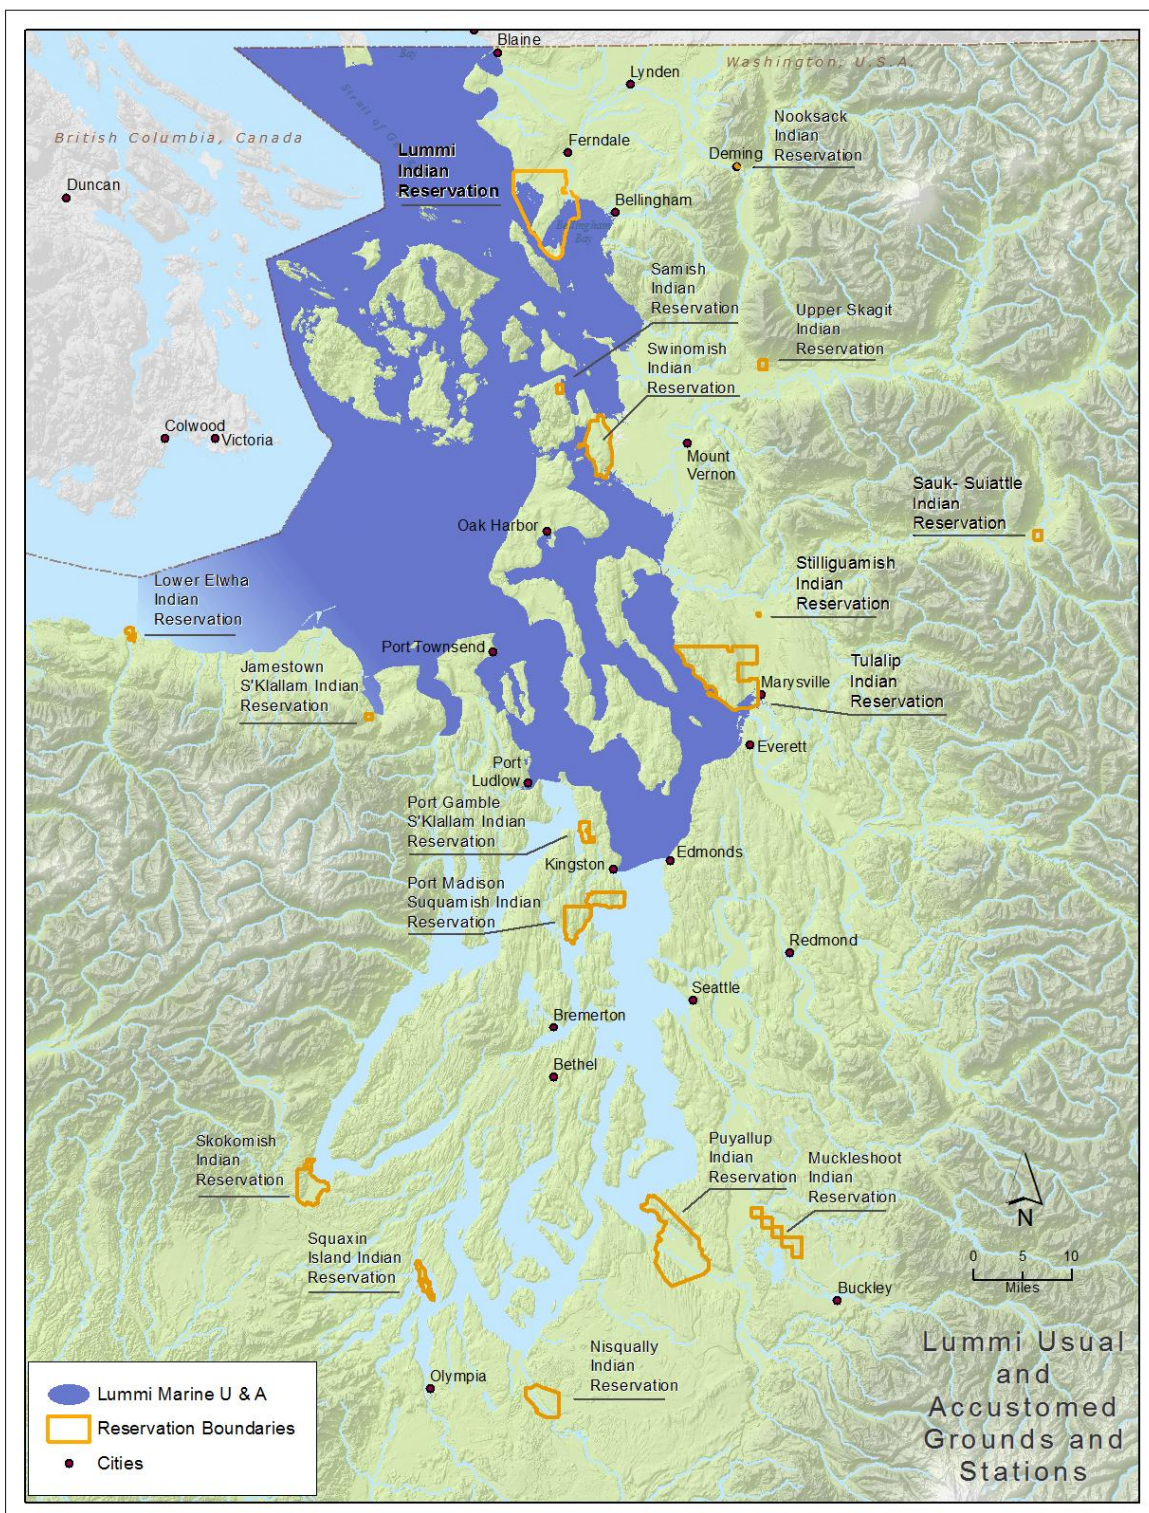 Blaine
Washington, U.S.A.
Lynden
Strait of G
Bay
British Columbia, Canada
Nooksack
Indian
Reservation
Ferndale
Deming
Lummi
Indian
Reservation
Duncan
Bellingham
Bellingham
Bay
Samish
Indian
Reservation
Upper Skagit
Indian
Reservation
Swinomish
Indian
Reservation
Colwood
Victoria
Mount
Vernon
Sauk- Suiattle
Indian
Reservation
Oak Harbor
Stilliguamish
Indian
Reservation
Lower Elwha
Indian
Reservation
Port Townsend
Jamestown
S'Klallam Indian
Reservation
Tulalip
Indian
Reservation
Marysville
Everett
Port
Ludlow
Port Gamble
S'Klallam Indian
Reservation
Kingston
Edmonds
Port Madison
Suquamish Indian
Reservation
Redmond
Seattle
Bremerton
Bethel
Skokomish
Indian
Reservation
Puyallup
Indian
Reservation
Muckleshoot
Indian
Reservation
N
0 5 10
Miles
Squaxin
Island Indian
Reservation
Buckley
Nisqually
Indian
Reservation
Olympia
Lummi Usual
and
Accustomed
Grounds and
Stations
Lummi Marine U & A
Reservation Boundaries
Cities